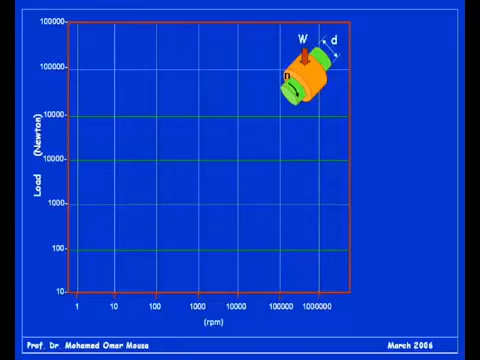 100000
W
d
100000
n
10000
10000
Load (Newton)
1000
100
10
1 10 100 1000 10000 100000 1000000
(rpm)
Prof. Dr. Mohamed Omar Mousa
March 2006